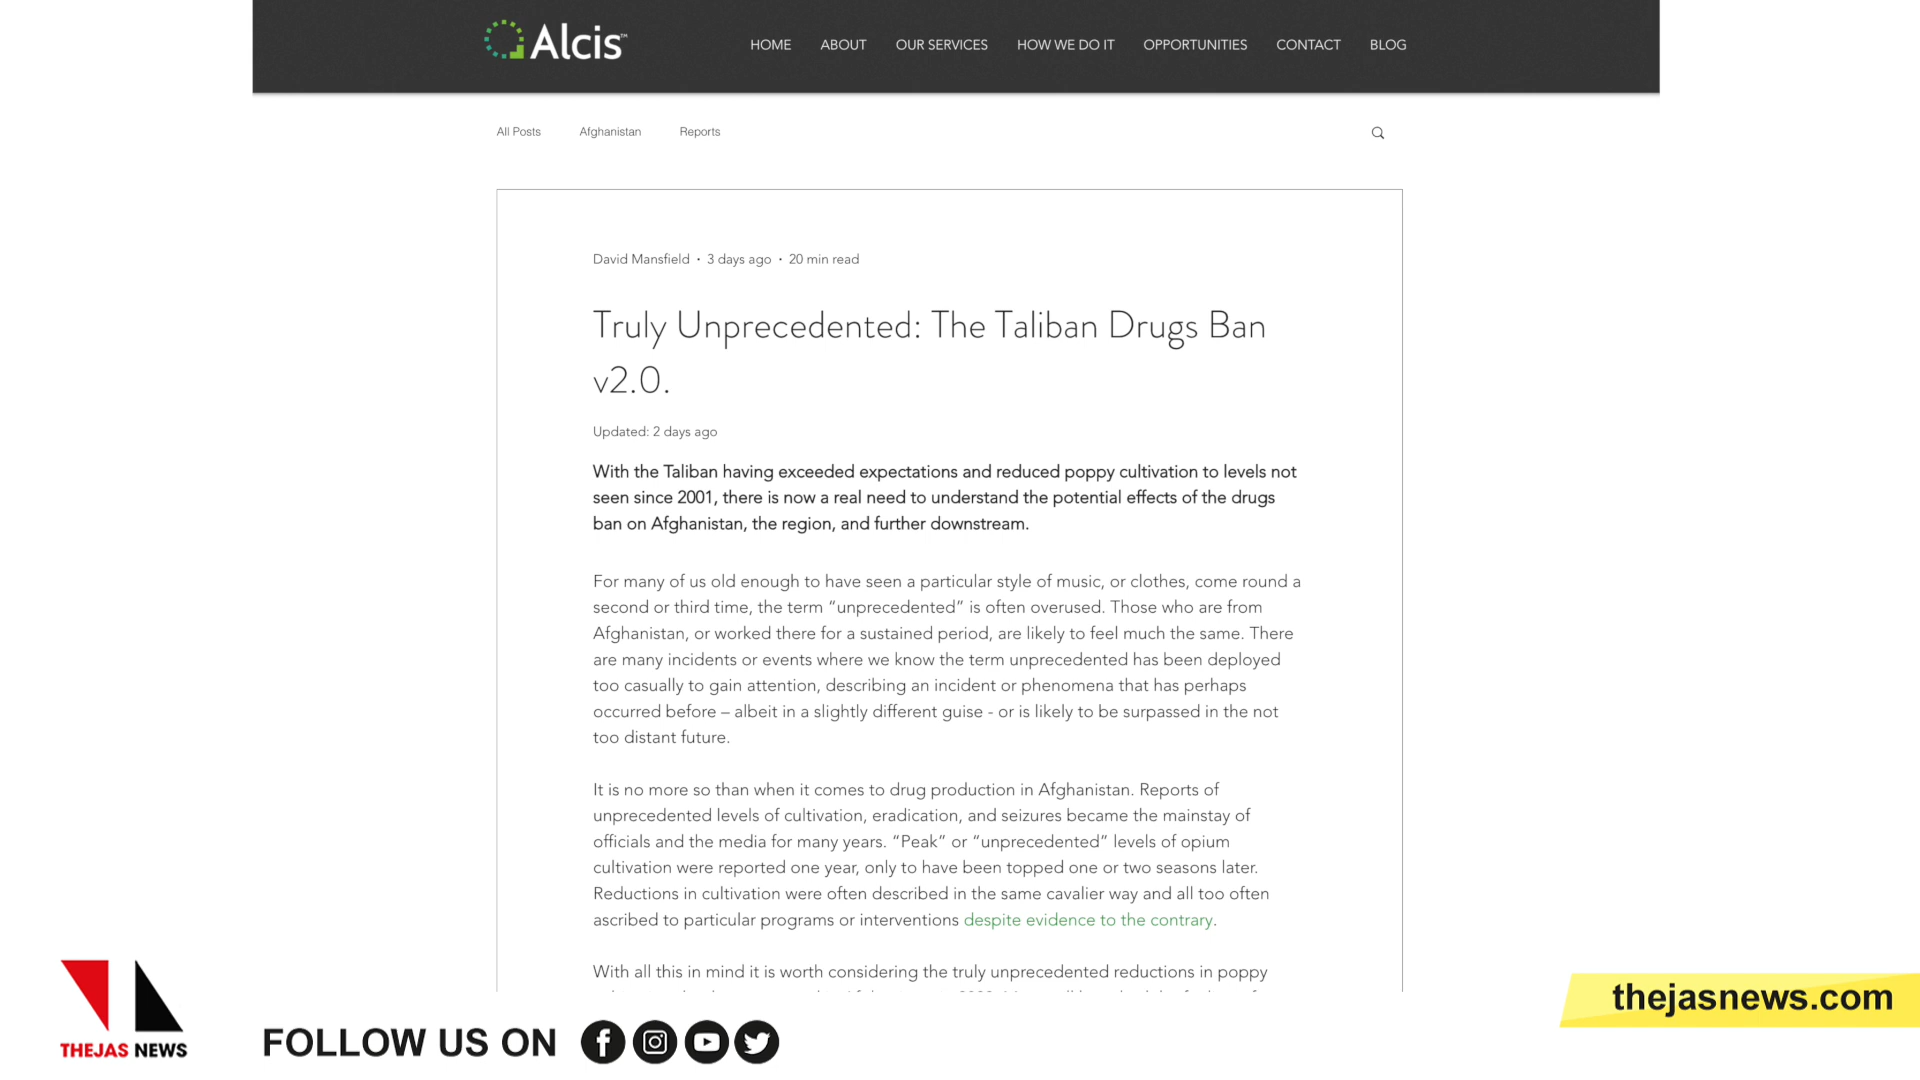 Alcis™
HOME ABOUT OUR SERVICES HOW WE DO IT OPPORTUNITIES CONTACT BLOG
All Posts Afghanistan Reports
David Mansfield · 3 days ago · 20 min read
Truly Unprecedented: The Taliban Drugs Ban
v2.0.
Updated: 2 days ago
With the Taliban having exceeded expectations and reduced poppy cultivation to levels not
seen since 2001, there is now a real need to understand the potential effects of the drugs
ban on Afghanistan, the region, and further downstream.
For many of us old enough to have seen a particular style of music, or clothes, come round a
second or third time, the term “unprecedented” is often overused. Those who are from
Afghanistan, or worked there for a sustained period, are likely to feel much the same. There
are many incidents or events where we know the term unprecedented has been deployed
too casually to gain attention, describing an incident or phenomena that has perhaps
occurred before – albeit in a slightly different guise - or is likely to be surpassed in the not
too distant future.
It is no more so than when it comes to drug production in Afghanistan. Reports of
unprecedented levels of cultivation, eradication, and seizures became the mainstay of
officials and the media for many years. “Peak” or “unprecedented” levels of opium
cultivation were reported one year, only to have been topped one or two seasons later.
Reductions in cultivation were often described in the same cavalier way and all too often
ascribed to particular programs or interventions despite evidence to the contrary.
With all this in mind it is worth considering the truly unprecedented reductions in poppy
THEJAS NEWS
FOLLOW US ON
thejasnews.com